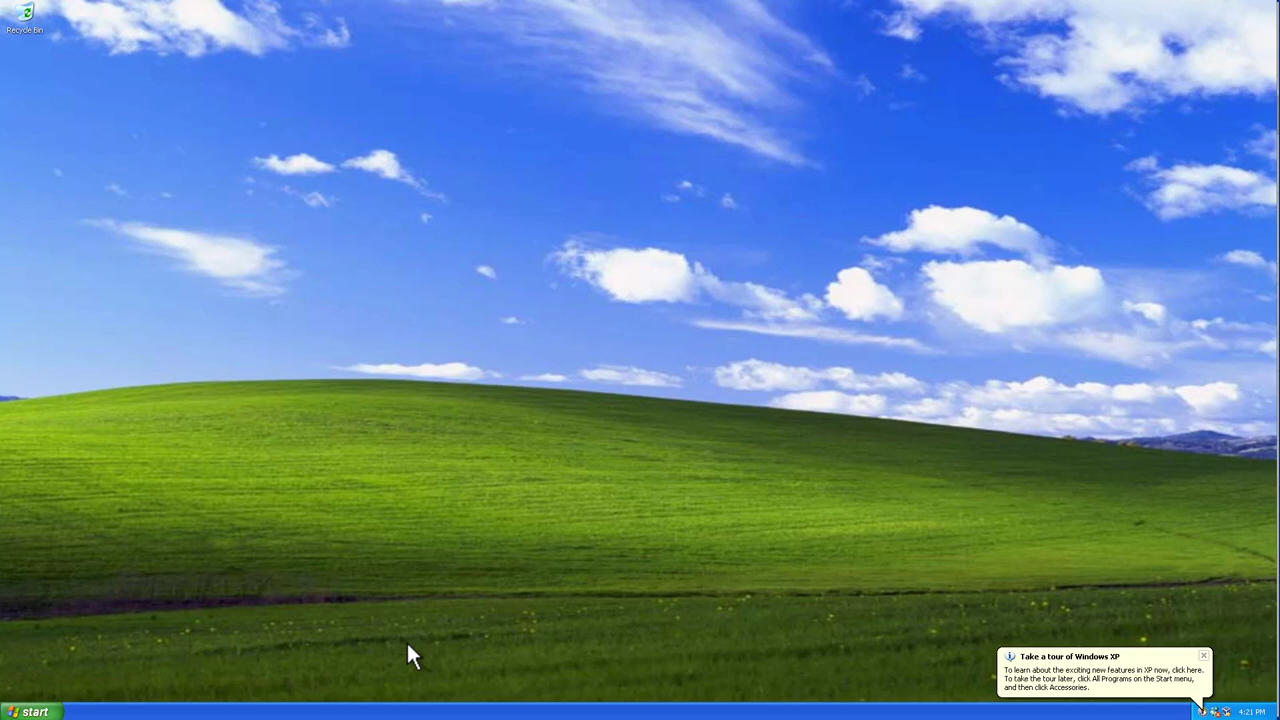 Recycle Bin
Take a tour of Windows XP
To learn about the exciting new features in XP now, click here.
To take the tour later, click All Programs on the Start menu,
and then click Accessories.
start
4:21 PM